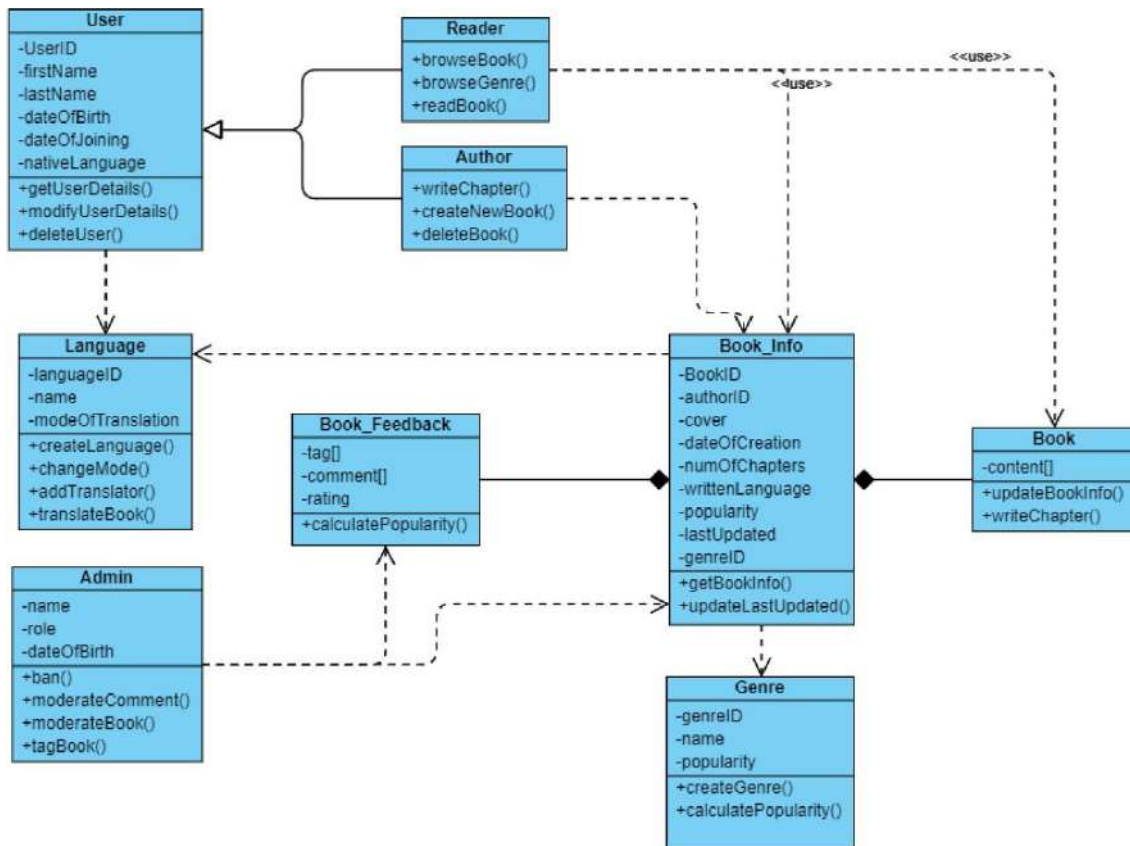 User
-UserID
-firstName
-lastName
-dateOfBirth
-dateOfJoining
-nativeLanguage
+getUserDetails()
+modifyUserDetails()
+deleteUser()
Reader
+browseBook()
+browseGenre()
+readBook()
<<use>>
<<use>>
Author
+writeChapter()
+createNewBook()
+deleteBook()
Language
-languageID
-name
-modeOfTranslation
+createLanguage()
+changeMode()
+addTranslator()
+translateBook()
Book_Feedback
-tag[]
-comment[]
-rating
+calculatePopularity()
Book_Info
-BookID
-authorID
-cover
-dateOfCreation
-numOfChapters
-writtenLanguage
-popularity
-lastUpdated
-genreID
+getBookInfo()
+updateLastUpdated()
Book
-content[]
+updateBookInfo()
+writeChapter()
Admin
-name
-role
-dateOfBirth
+ban()
+moderateComment()
+moderateBook()
+tagBook()
Genre
-genreID
-name
-popularity
+createGenre()
+calculatePopularity()